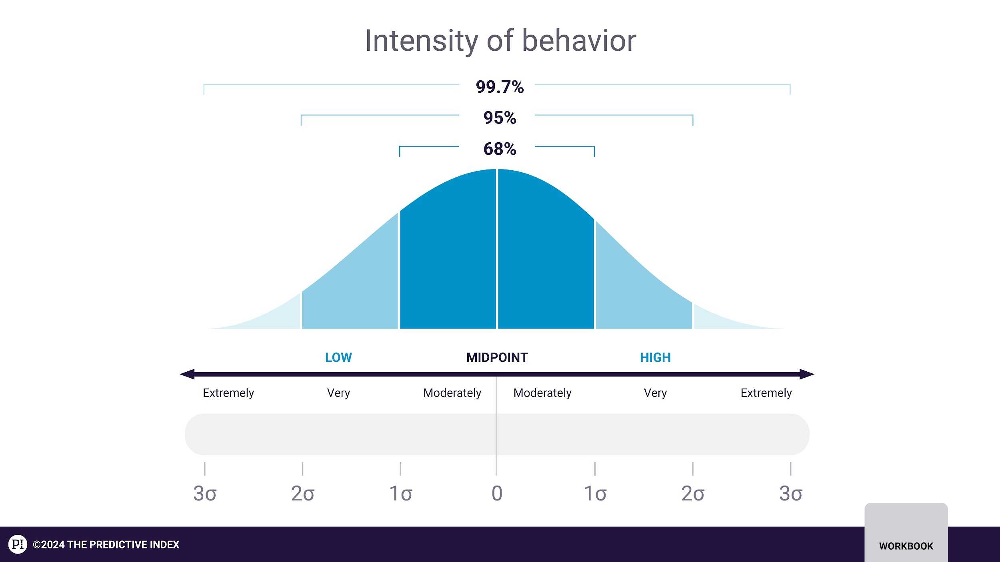 Intensity of behavior
99.7%
95%
68%
LOW MIDPOINT HIGH
Extremely Very Moderately Moderately Very Extremely
3σ 2σ 1σ 0 1σ 2σ 3σ
Pi ©2024 THE PREDICTIVE INDEX
WORKBOOK